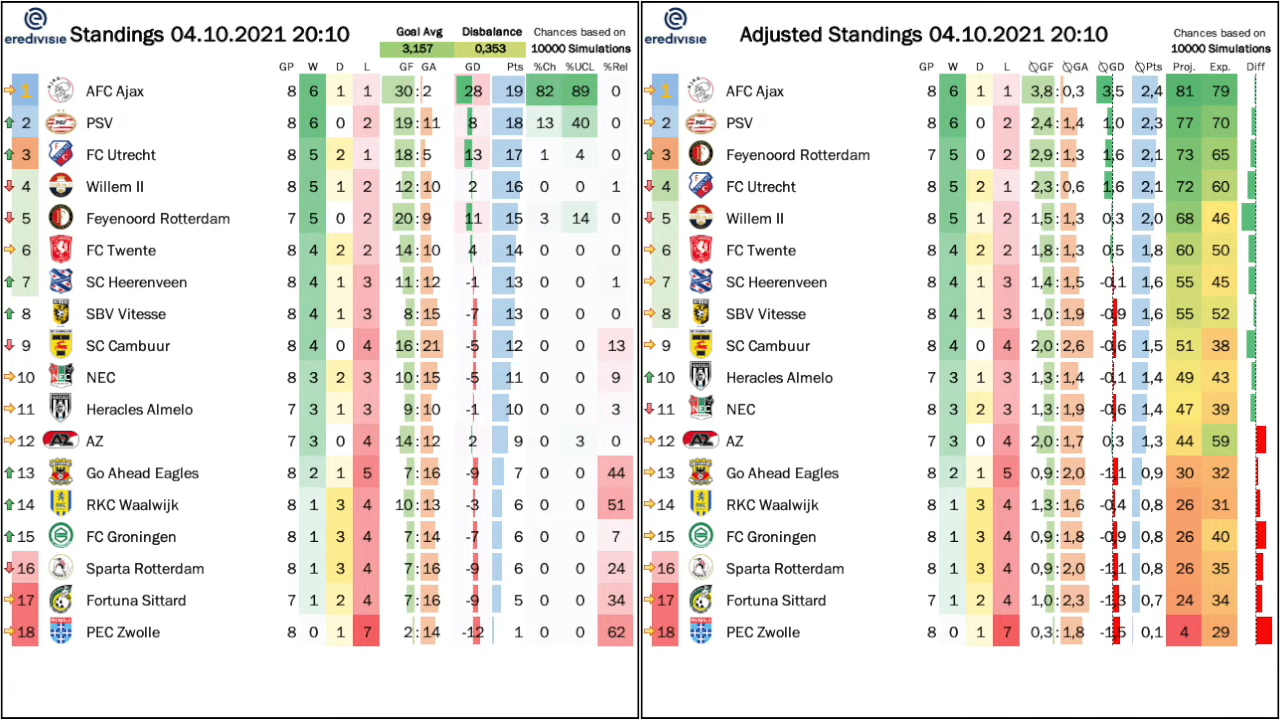 eredivisie Standings 04.10.2021 20:10
Goal Avg Disbalance Chances based on
3,157 0,353 10000 Simulations
GP W D L GF GA GD Pts %Ch %UCL %Rel
1 AFC Ajax 8 6 1 1 30:2 28 19 82 89 0
2 PSV 8 6 0 2 19:11 8 18 13 40 0
3 FC Utrecht 8 5 2 1 18:5 13 17 1 4 0
4 Willem II 8 5 1 2 12:10 2 16 0 0 1
5 Feyenoord Rotterdam 7 5 0 2 20:9 11 15 3 14 0
6 FC Twente 8 4 2 2 14:10 4 14 0 0 0
7 SC Heerenveen 8 4 1 3 11:12 -1 13 0 0 1
8 SBV Vitesse 8 4 1 3 8:15 -7 13 0 0 0
9 SC Cambuur 8 4 0 4 16:21 -5 12 0 0 13
10 NEC 8 3 2 3 10:15 -5 11 0 0 9
11 Heracles Almelo 7 3 1 3 9:10 -1 10 0 0 3
12 AZ 7 3 0 4 14:12 2 9 0 3 0
13 Go Ahead Eagles 8 2 1 5 7:16 -9 7 0 0 44
14 RKC Waalwijk 8 1 3 4 10:13 -3 6 0 0 51
15 FC Groningen 8 1 3 4 7:14 -7 6 0 0 7
16 Sparta Rotterdam 8 1 3 4 7:16 -9 6 0 0 24
17 Fortuna Sittard 7 1 2 4 7:16 -9 5 0 0 34
18 PEC Zwolle 8 0 1 7 2:14 -12 1 0 0 62
eredivisie Adjusted Standings 04.10.2021 20:10
Chances based on
10000 Simulations
GP W D L ∅GF ∅GA ∅GD ∅Pts Proj. Exp. Diff
1 AFC Ajax 8 6 1 1 3,8:0,3 3,5 2,4 81 79
2 PSV 8 6 0 2 2,4:1,4 1,0 2,3 77 70
3 Feyenoord Rotterdam 7 5 0 2 2,9:1,3 1,6 2,1 73 65
4 FC Utrecht 8 5 2 1 2,3:0,6 1,6 2,1 72 60
5 Willem II 8 5 1 2 1,5:1,3 0,3 2,0 68 46
6 FC Twente 8 4 2 2 1,8:1,3 0,5 1,8 60 50
7 SC Heerenveen 8 4 1 3 1,4:1,5 -0,1 1,6 55 45
8 SBV Vitesse 8 4 1 3 1,0:1,9 -0,9 1,6 55 52
9 SC Cambuur 8 4 0 4 2,0:2,6 -0,6 1,5 51 38
10 Heracles Almelo 7 3 1 3 1,3:1,4 -0,1 1,4 49 43
11 NEC 8 3 2 3 1,3:1,9 -0,6 1,4 47 39
12 AZ 7 3 0 4 2,0:1,7 0,3 1,3 44 59
13 Go Ahead Eagles 8 2 1 5 0,9:2,0 -1,1 0,9 30 32
14 RKC Waalwijk 8 1 3 4 1,3:1,6 -0,4 0,8 26 31
15 FC Groningen 8 1 3 4 0,9:1,8 -0,9 0,8 26 40
16 Sparta Rotterdam 8 1 3 4 0,9:2,0 -1,1 0,8 26 35
17 Fortuna Sittard 7 1 2 4 1,0:2,3 -1,3 0,7 24 34
18 PEC Zwolle 8 0 1 7 0,3:1,8 -1,5 0,1 4 29